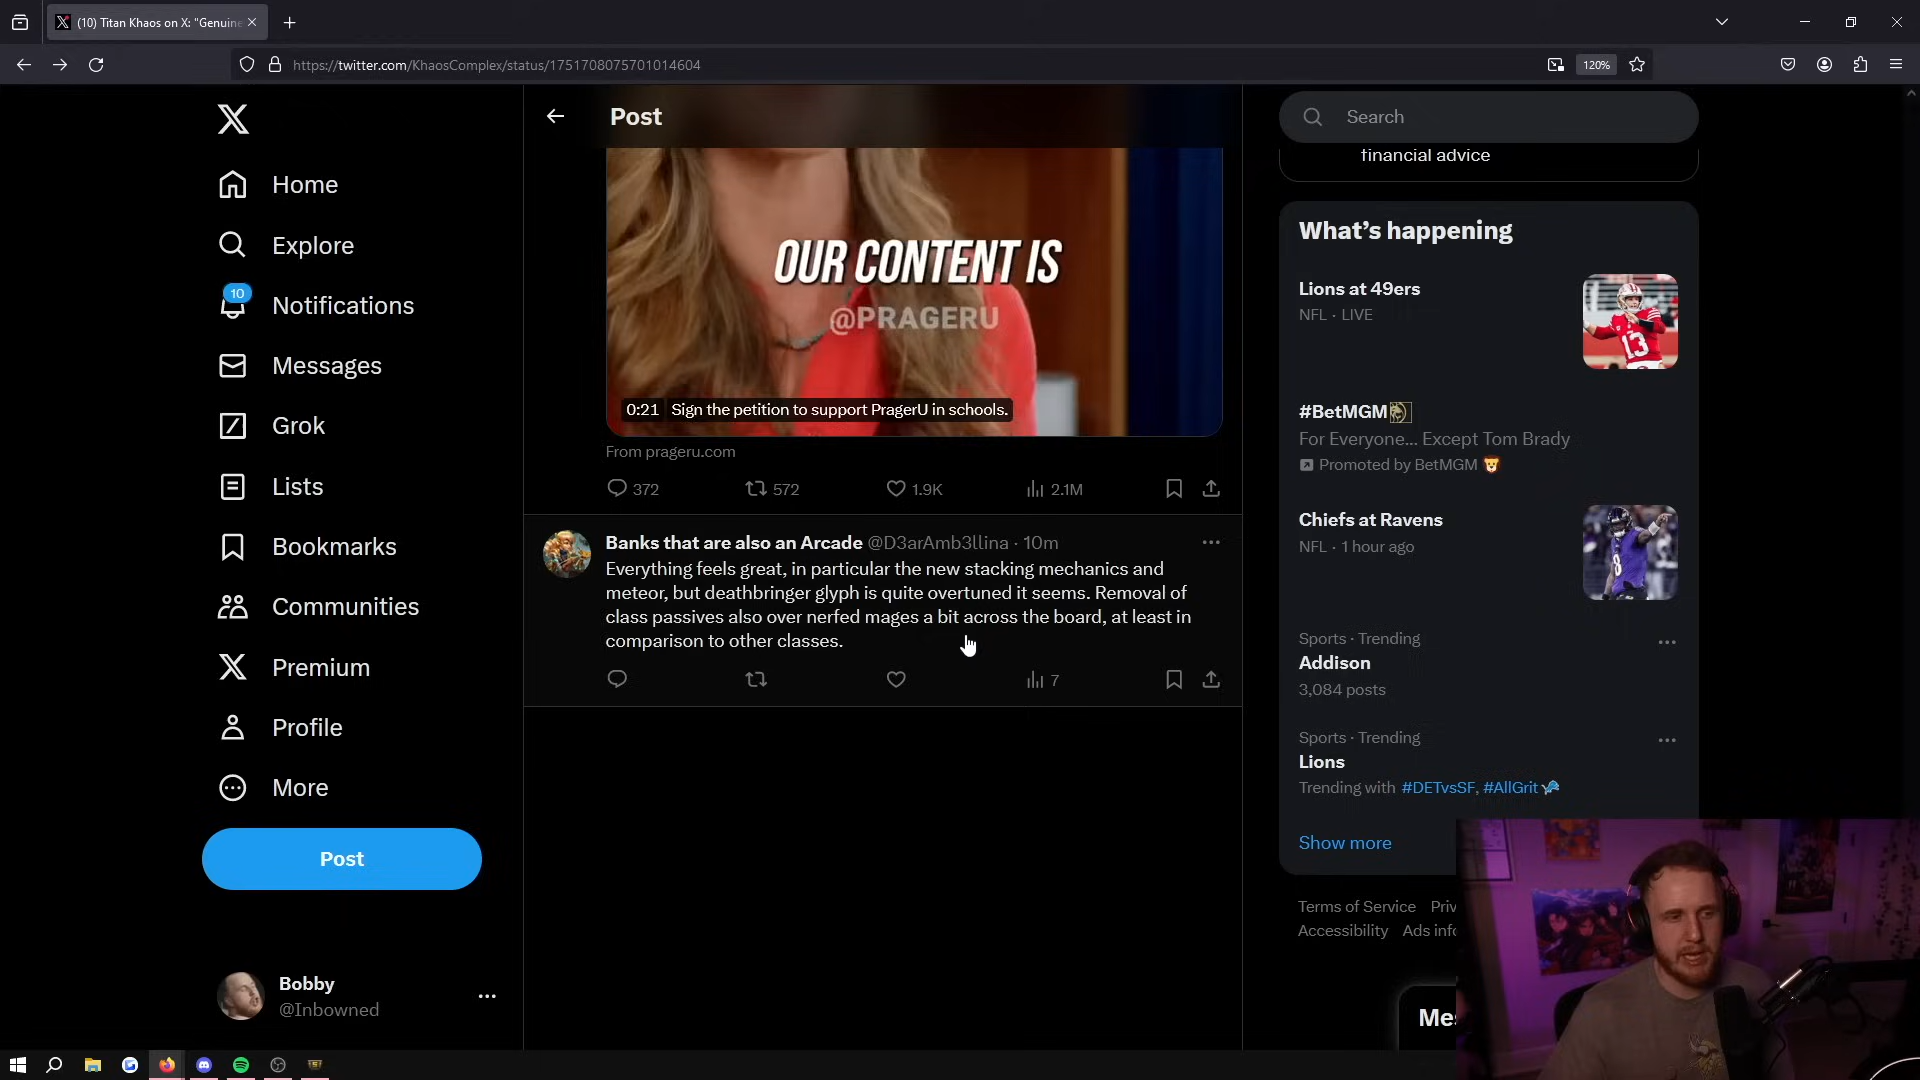 (10) Titan Khaos on X: "Genuine
https://twitter.com/KhaosComplex/status/1751708075701014604
120%
Home
Explore
10
Notifications
Messages
Grok
Lists
Bookmarks
Communities
Premium
Profile
More
Post
Bobby
@Inbowned
Post
OUR CONTENT IS
@PRAGERU
0:21 Sign the petition to support PragerU in schools.
From prageru.com
372 572 1.9K 2.1M
Banks that are also an Arcade @D3arAmb3llina · 10m
Everything feels great, in particular the new stacking mechanics and
meteor, but deathbringer glyph is quite overtuned it seems. Removal of
class passives also over nerfed mages a bit across the board, at least in
comparison to other classes.
7
Search
financial advice
What's happening
Lions at 49ers
NFL · LIVE
13
#BetMGM
For Everyone... Except Tom Brady
Promoted by BetMGM
Chiefs at Ravens
NFL · 1 hour ago
8
Sports · Trending
Addison
3,084 posts
Sports · Trending
Lions
Trending with #DETvsSF, #AllGrit
Show more
Terms of Service Priv
Accessibility Ads info
Mes